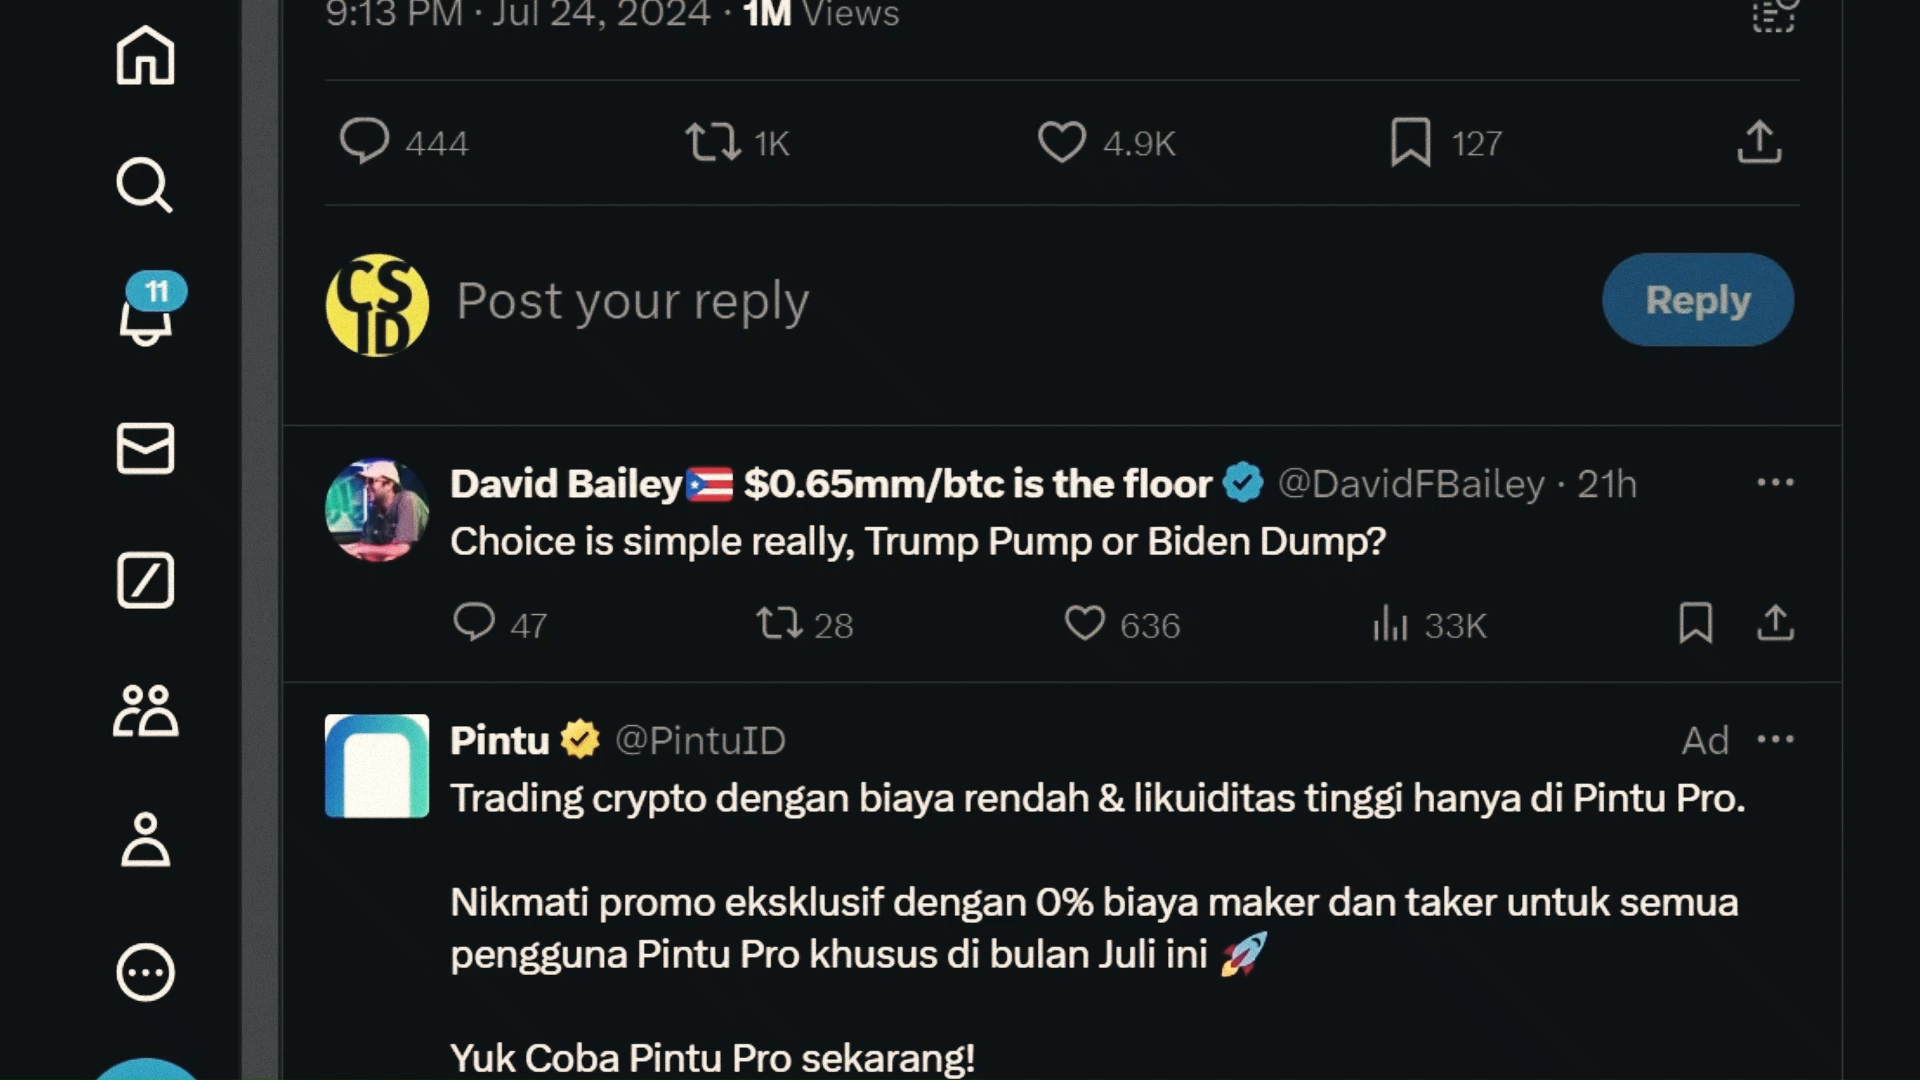 9:13 PM · Jul 24, 2024 · 1M Views
444 1K 4.9K 127
11
CS
ID
Post your reply
Reply
David Bailey🇵🇷 $0.65mm/btc is the floor @DavidFBailey · 21h
Choice is simple really, Trump Pump or Biden Dump?
47 28 636 33K
Pintu @PintuID Ad
Trading crypto dengan biaya rendah & likuiditas tinggi hanya di Pintu Pro.
Nikmati promo eksklusif dengan 0% biaya maker dan taker untuk semua
pengguna Pintu Pro khusus di bulan Juli ini 🚀
Yuk Coba Pintu Pro sekarang!